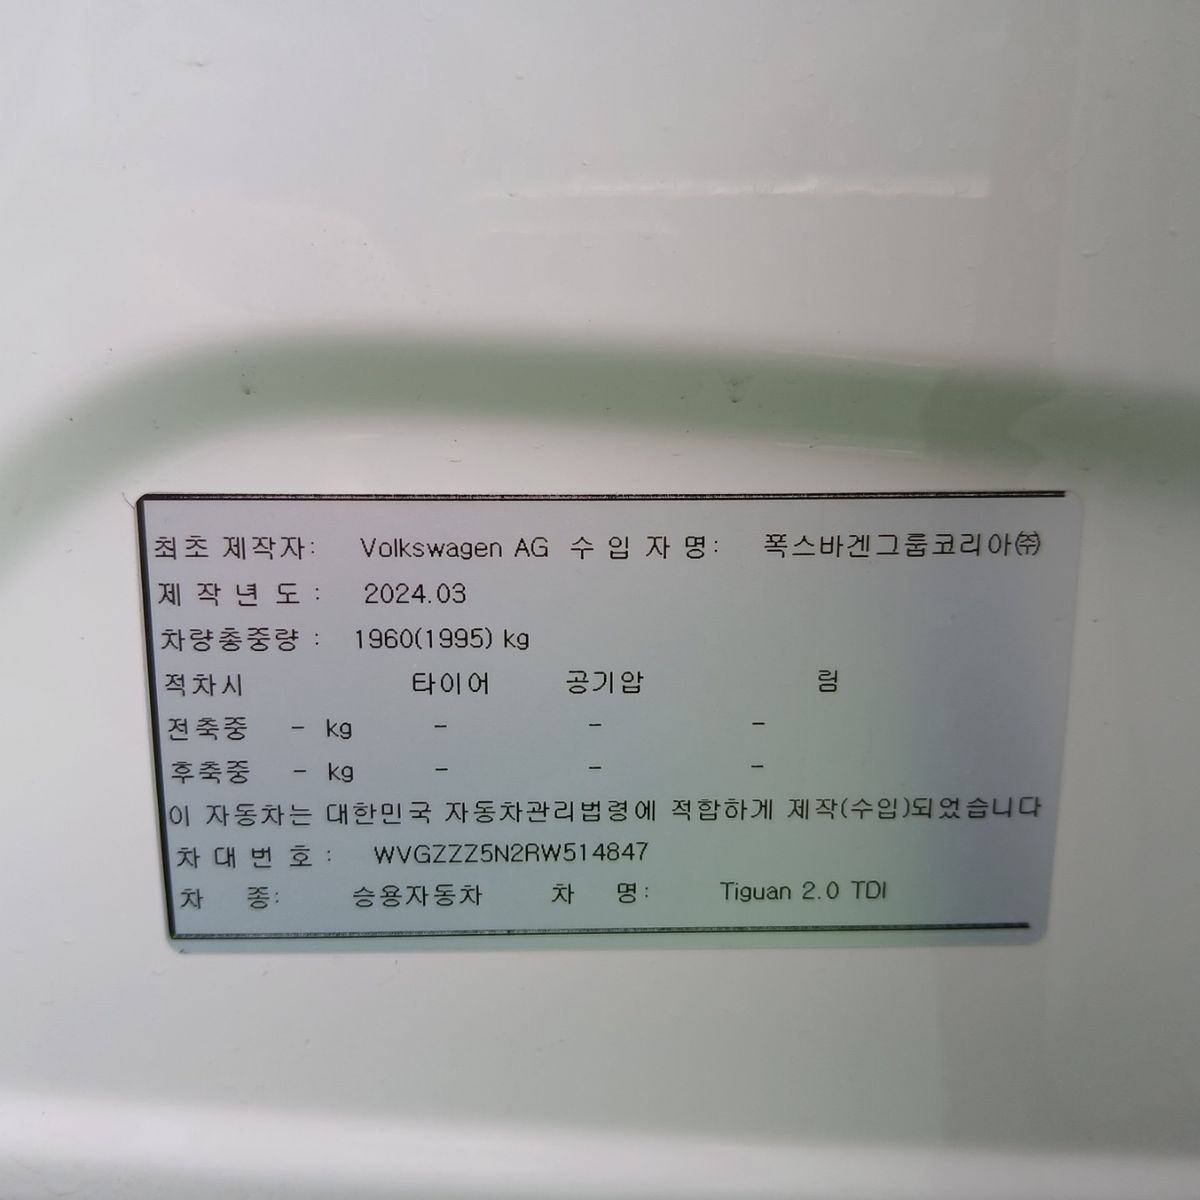 최초 제작자: Volkswagen AG 수 입 자 명: 폭스바겐그룹코리아㈜
제 작 년 도 : 2024.03
차량총중량 : 1960(1995) kg
적차시 타이어 공기압 림
전축중 - kg - - -
후축중 - kg - - -
이 자동차는 대한민국 자동차관리법령에 적합하게 제작(수입)되었습니다
차 대 번 호 : WVGZZZ5N2RW514847
차 종: 승용자동차 차 명: Tiguan 2.0 TDI